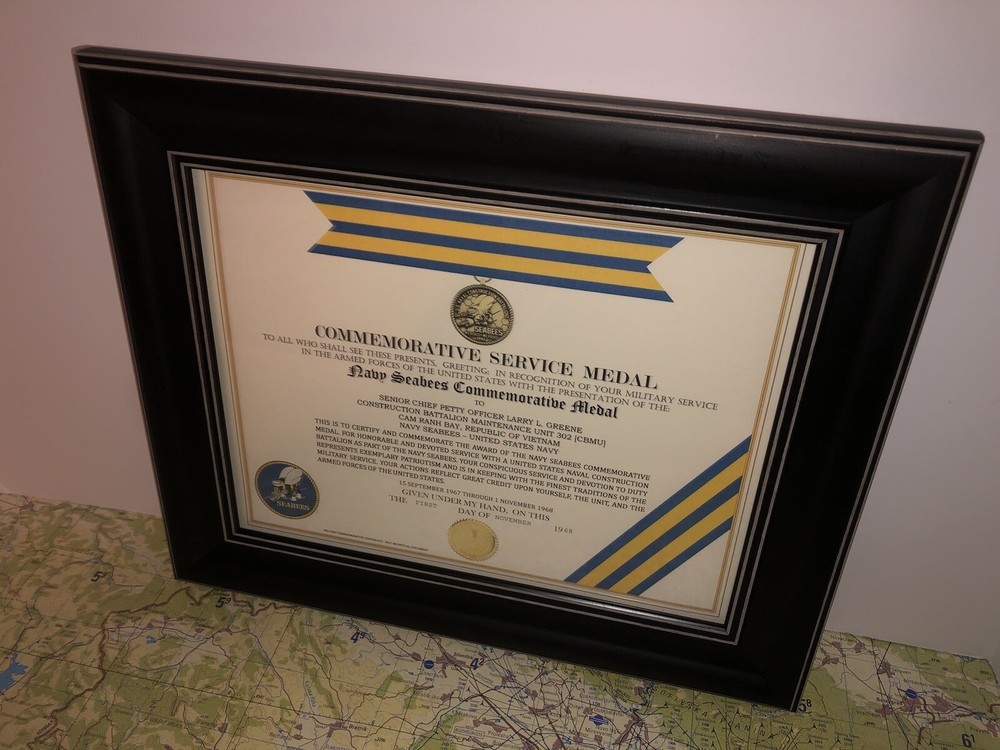 SEABEES
COMMEMORATIVE SERVICE MEDAL
TO ALL WHO SHALL SEE THESE PRESENTS, GREETING: IN RECOGNITION OF YOUR MILITARY SERVICE
IN THE ARMED FORCES OF THE UNITED STATES WITH THE PRESENTATION OF THE:
Navy Seabees Commemorative Medal
TO
SENIOR CHIEF PETTY OFFICER LARRY L. GREENE
CONSTRUCTION BATTALION MAINTENANCE UNIT 302 [CBMU]
CAM RANH BAY, REPUBLIC OF VIETNAM
NAVY SEABEES – UNITED STATES NAVY
THIS IS TO CERTIFY AND COMMEMORATE THE AWARD OF THE NAVY SEABEES COMMEMORATIVE
MEDAL. FOR HONORABLE AND DEVOTED SERVICE WITH A UNITED STATES NAVAL CONSTRUCTION
BATTALION AS PART OF THE NAVY SEABEES. YOUR CONSPICUOUS SERVICE AND DEVOTION TO DUTY
REPRESENTS EXEMPLARY PATRIOTISM AND IS IN KEEPING WITH THE FINEST TRADITIONS OF THE
MILITARY SERVICE. YOUR ACTIONS REFLECT GREAT CREDIT UPON YOURSELF, THE UNIT, AND THE
ARMED FORCES OF THE UNITED STATES.
15 SEPTEMBER 1967 THROUGH 1 NOVEMBER 1968
GIVEN UNDER MY HAND, ON THIS
THE FIRST DAY OF NOVEMBER 1968
SEABEES
5²
5⁹
4⁸
4²
5⁸
6¹